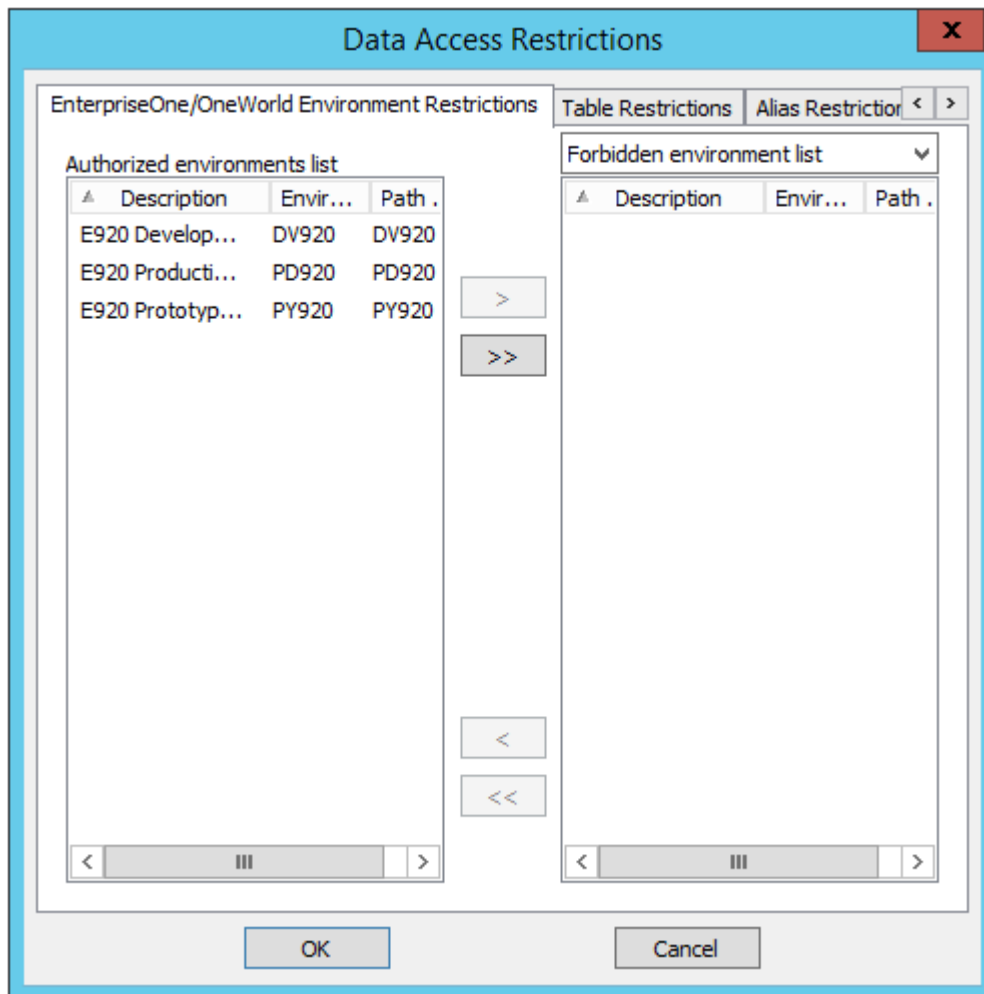 Data Access Restrictions
x
EnterpriseOne/OneWorld Environment Restrictions Table Restrictions Alias Restriction < >
Authorized environments list
Forbidden environment list
Description Envir... Path .
E920 Develop... DV920 DV920
E920 Producti... PD920 PD920
E920 Prototyp... PY920 PY920
Description Envir... Path .
>
>>
<
<<
OK Cancel